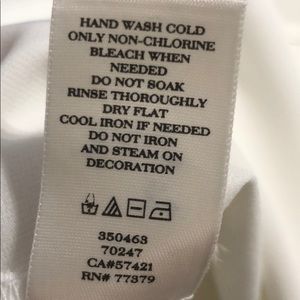 HAND WASH COLD
ONLY NON-CHLORINE
BLEACH WHEN
NEEDED
DO NOT SOAK
RINSE THOROUGHLY
DRY FLAT
COOL IRON IF NEEDED
DO NOT IRON
AND STEAM ON
DECORATION
350463
70247
CA#57421
RN# 77379